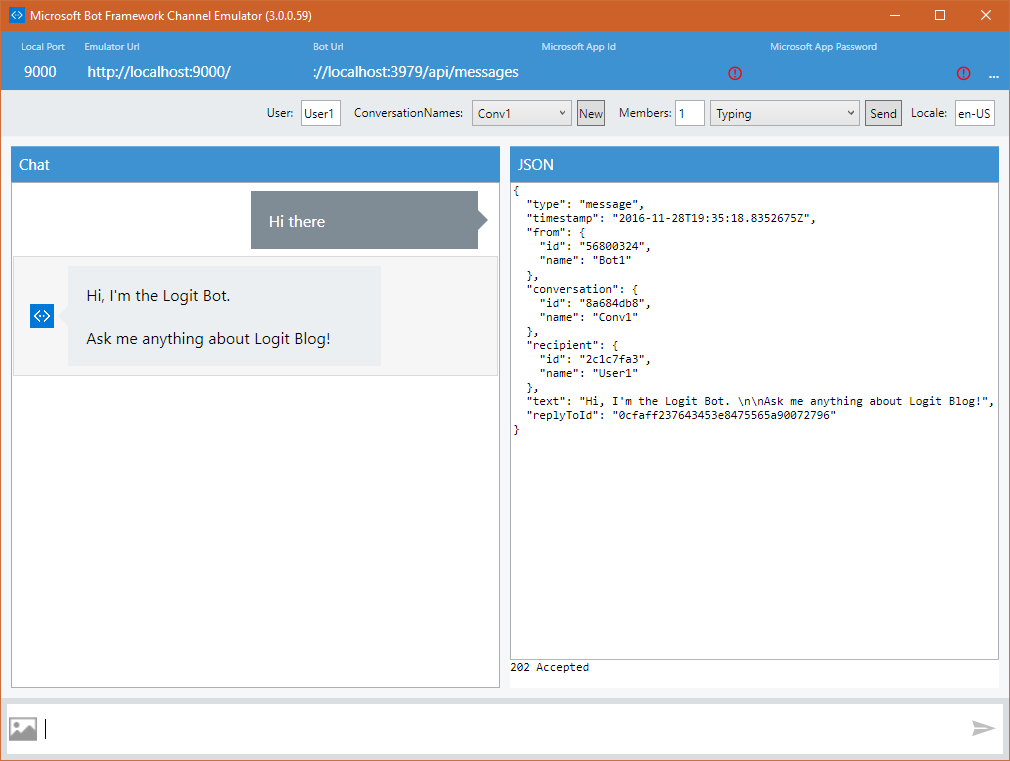 Microsoft Bot Framework Channel Emulator (3.0.0.59)
Local Port Emulator Url Bot Url Microsoft App Id Microsoft App Password
9000 http://localhost:9000/ ://localhost:3979/api/messages ...
User: User1 ConversationNames: Conv1 New Members: 1 Typing Send Locale: en-US
Chat
Hi there
Hi, I'm the Logit Bot.
Ask me anything about Logit Blog!
JSON
{
"type": "message",
"timestamp": "2016-11-28T19:35:18.8352675Z",
"from": {
"id": "56800324",
"name": "Bot1"
},
"conversation": {
"id": "8a684db8",
"name": "Conv1"
},
"recipient": {
"id": "2c1c7fa3",
"name": "User1"
},
"text": "Hi, I'm the Logit Bot. \n\nAsk me anything about Logit Blog!",
"replyToId": "0cfaff237643453e8475565a90072796"
}
202 Accepted